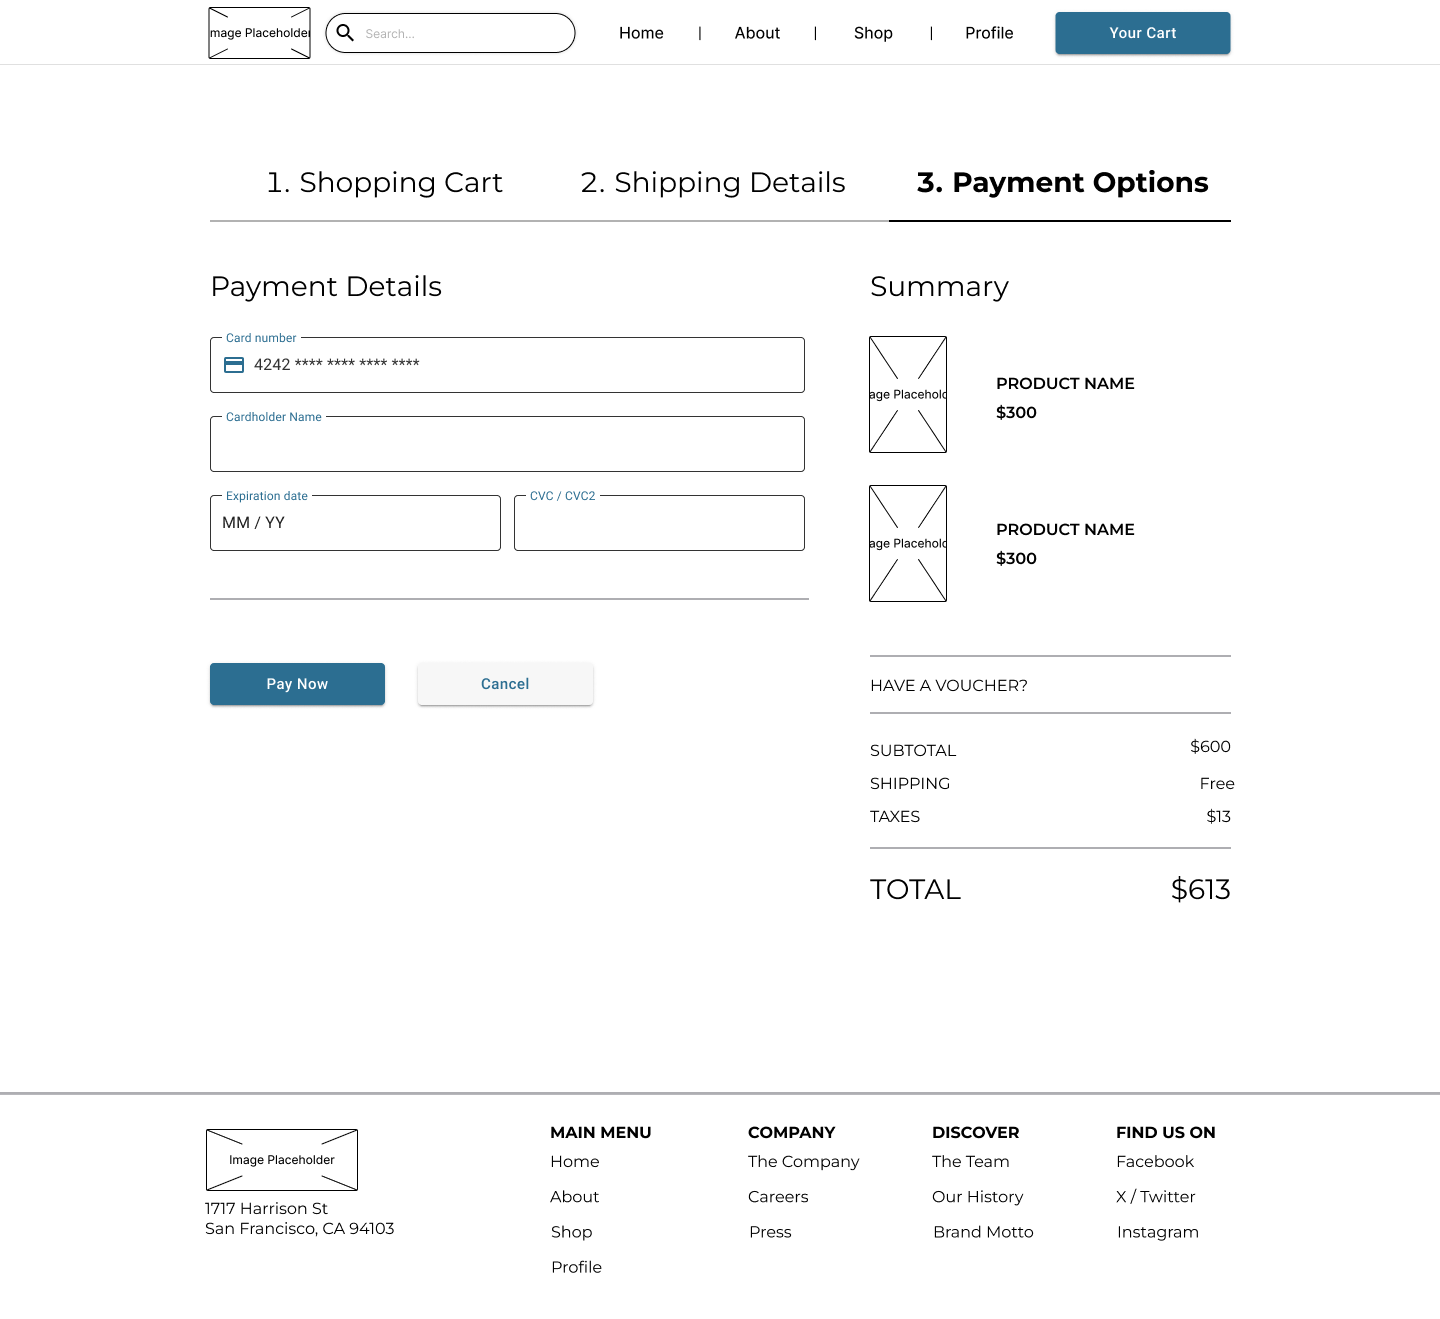 mage Placeholder
Search...
Home | About | Shop | Profile
Your Cart
1. Shopping Cart
2. Shipping Details
3. Payment Options
Payment Details
Card number
4242 **** **** **** ****
Cardholder Name
Expiration date
MM / YY
CVC / CVC2
Pay Now
Cancel
Summary
age Placehold
PRODUCT NAME
$300
age Placehold
PRODUCT NAME
$300
HAVE A VOUCHER?
SUBTOTAL $600
SHIPPING Free
TAXES $13
TOTAL $613
Image Placeholder
1717 Harrison St
San Francisco, CA 94103
MAIN MENU
Home
About
Shop
Profile
COMPANY
The Company
Careers
Press
DISCOVER
The Team
Our History
Brand Motto
FIND US ON
Facebook
X / Twitter
Instagram